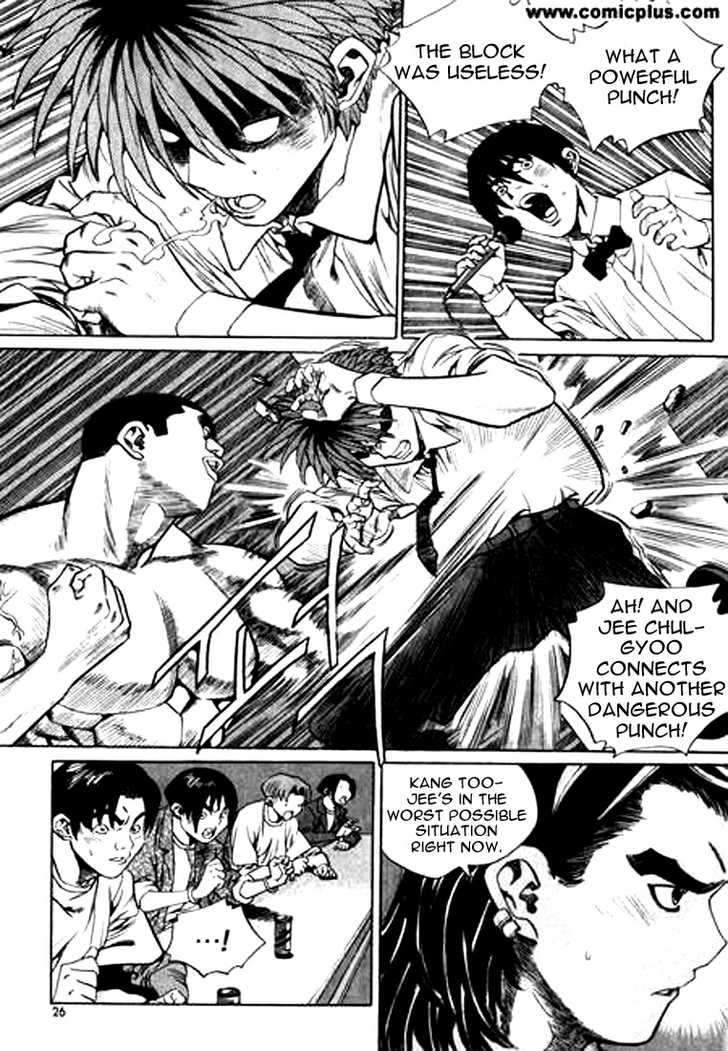 www.comicplus.com
THE BLOCK
WAS USELESS!
WHAT A
POWERFUL
PUNCH!
AH! AND
JEE CHUL-
GYOO
CONNECTS
WITH ANOTHER
DANGEROUS
PUNCH!
...!
KANG TOO-
JEE'S IN THE
WORST POSSIBLE
SITUATION
RIGHT NOW.
26